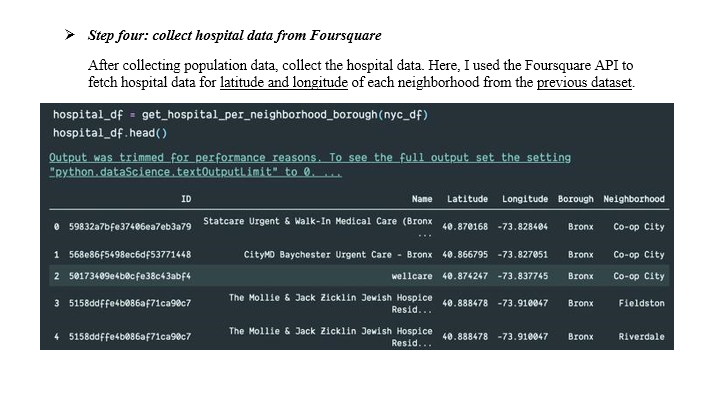 ➤ Step four: collect hospital data from Foursquare
After collecting population data, collect the hospital data. Here, I used the Foursquare API to
fetch hospital data for latitude and longitude of each neighborhood from the previous dataset.
hospital_df = get_hospital_per_neighborhood_borough(nyc_df)
hospital_df.head()
Output was trimmed for performance reasons. To see the full output set the setting
"python.dataScience.textOutputLimit" to 0. ...
ID Name Latitude Longitude Borough Neighborhood
0 59832a7bfe37406ea7eb3a79 Statcare Urgent & Walk-In Medical Care (Bronx ... 40.870168 -73.828404 Bronx Co-op City
1 568e86f5498ec6df53771448 CityMD Baychester Urgent Care - Bronx 40.866795 -73.827051 Bronx Co-op City
2 50173409e4b0cfe38c43abf4 wellcare 40.874247 -73.837745 Bronx Co-op City
3 5158ddffe4b086af71ca90c7 The Mollie & Jack Zicklin Jewish Hospice Resid... 40.888478 -73.910047 Bronx Fieldston
4 5158ddffe4b086af71ca90c7 The Mollie & Jack Zicklin Jewish Hospice Resid... 40.888478 -73.910047 Bronx Riverdale